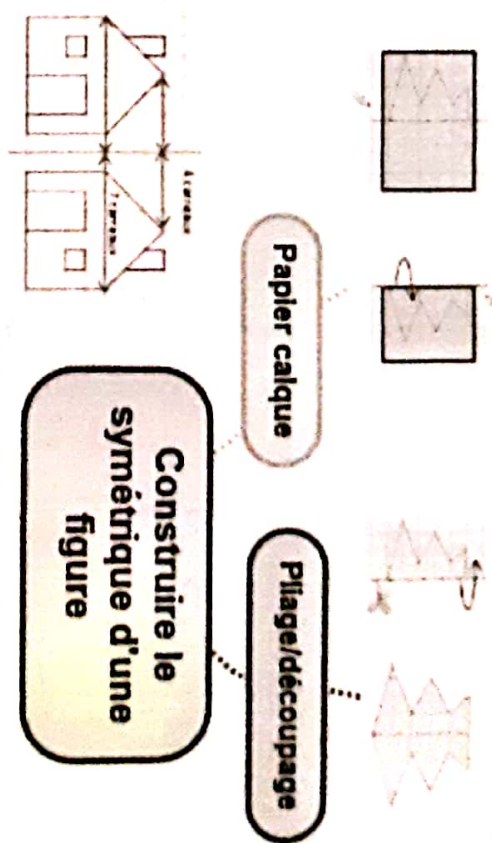 Papier calque
Pliage/découpage
Construire le
symétrique d'une
figure